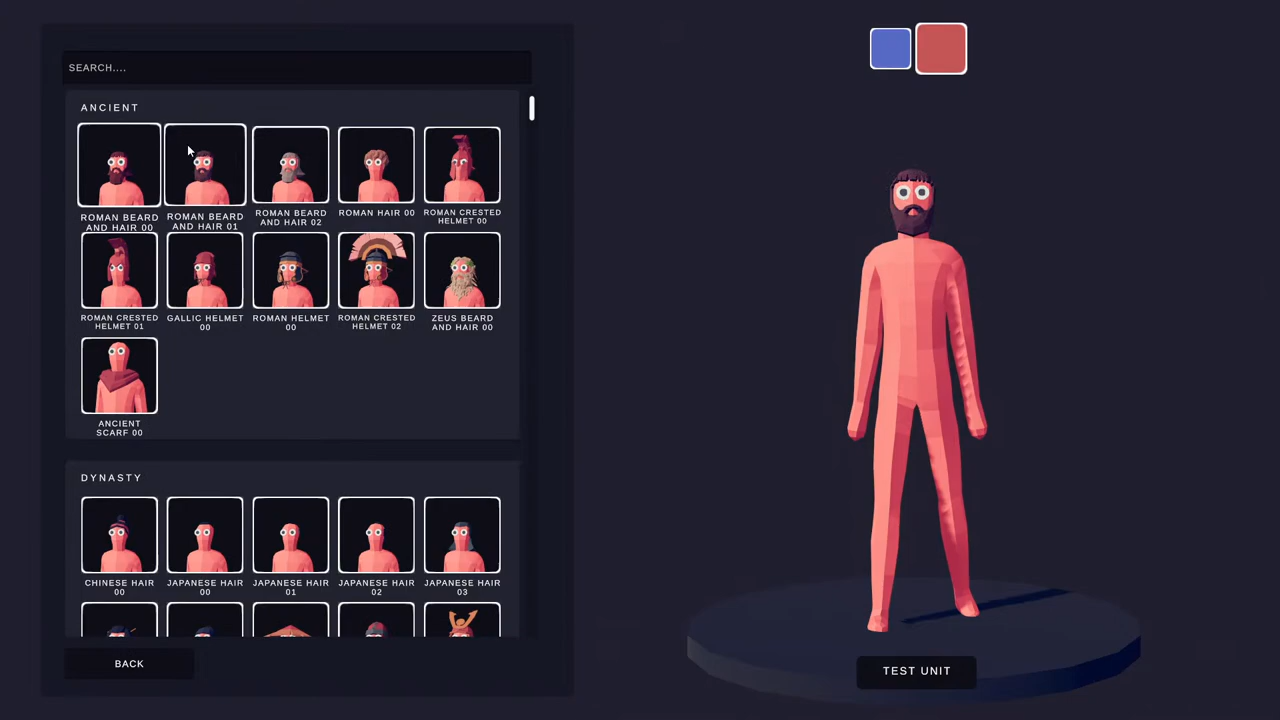 SEARCH....
ANCIENT
ROMAN BEARD
AND HAIR 00
ROMAN BEARD
AND HAIR 01
ROMAN BEARD
AND HAIR 02
ROMAN HAIR 00
ROMAN CRESTED
HELMET 00
ROMAN CRESTED
HELMET 01
GALLIC HELMET
00
ROMAN HELMET
00
ROMAN CRESTED
HELMET 02
ZEUS BEARD
AND HAIR 00
ANCIENT
SCARF 00
DYNASTY
CHINESE HAIR
00
JAPANESE HAIR
00
JAPANESE HAIR
01
JAPANESE HAIR
02
JAPANESE HAIR
03
BACK
TEST UNIT